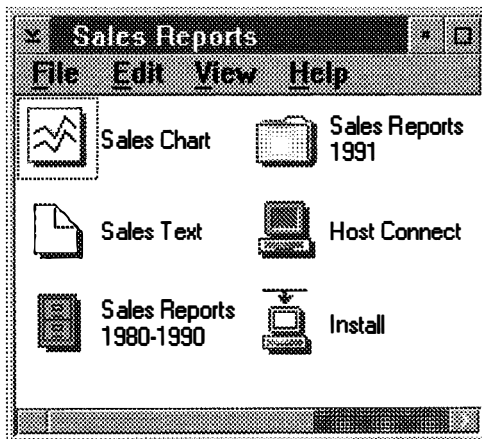 Sales Reports
File Edit View Help
Sales Chart
Sales Reports
1991
Sales Text
Host Connect
Sales Reports
1980-1990
Install